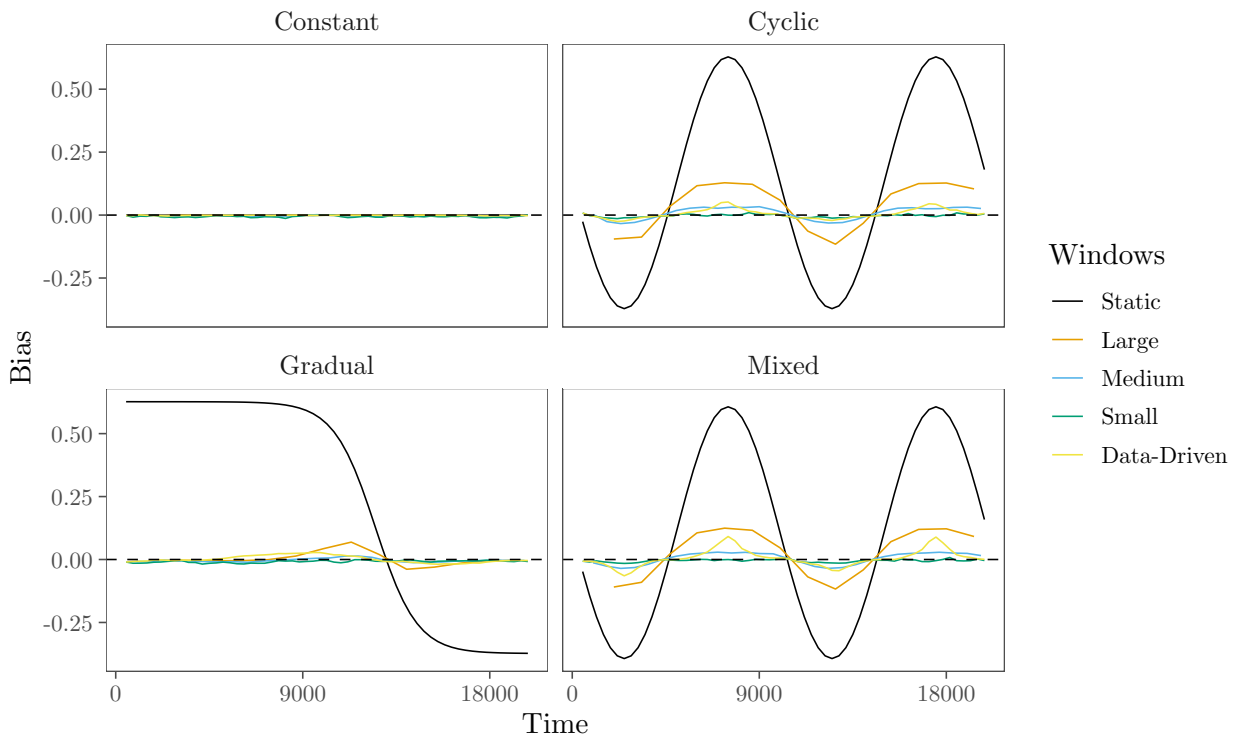 Constant
Cyclic
0.50
0.25
0.00
-0.25
Gradual
Mixed
0.50
0.25
0.00
-0.25
0
9000
18000
0
9000
18000
Bias
Time
Windows
Static
Large
Medium
Small
Data-Driven